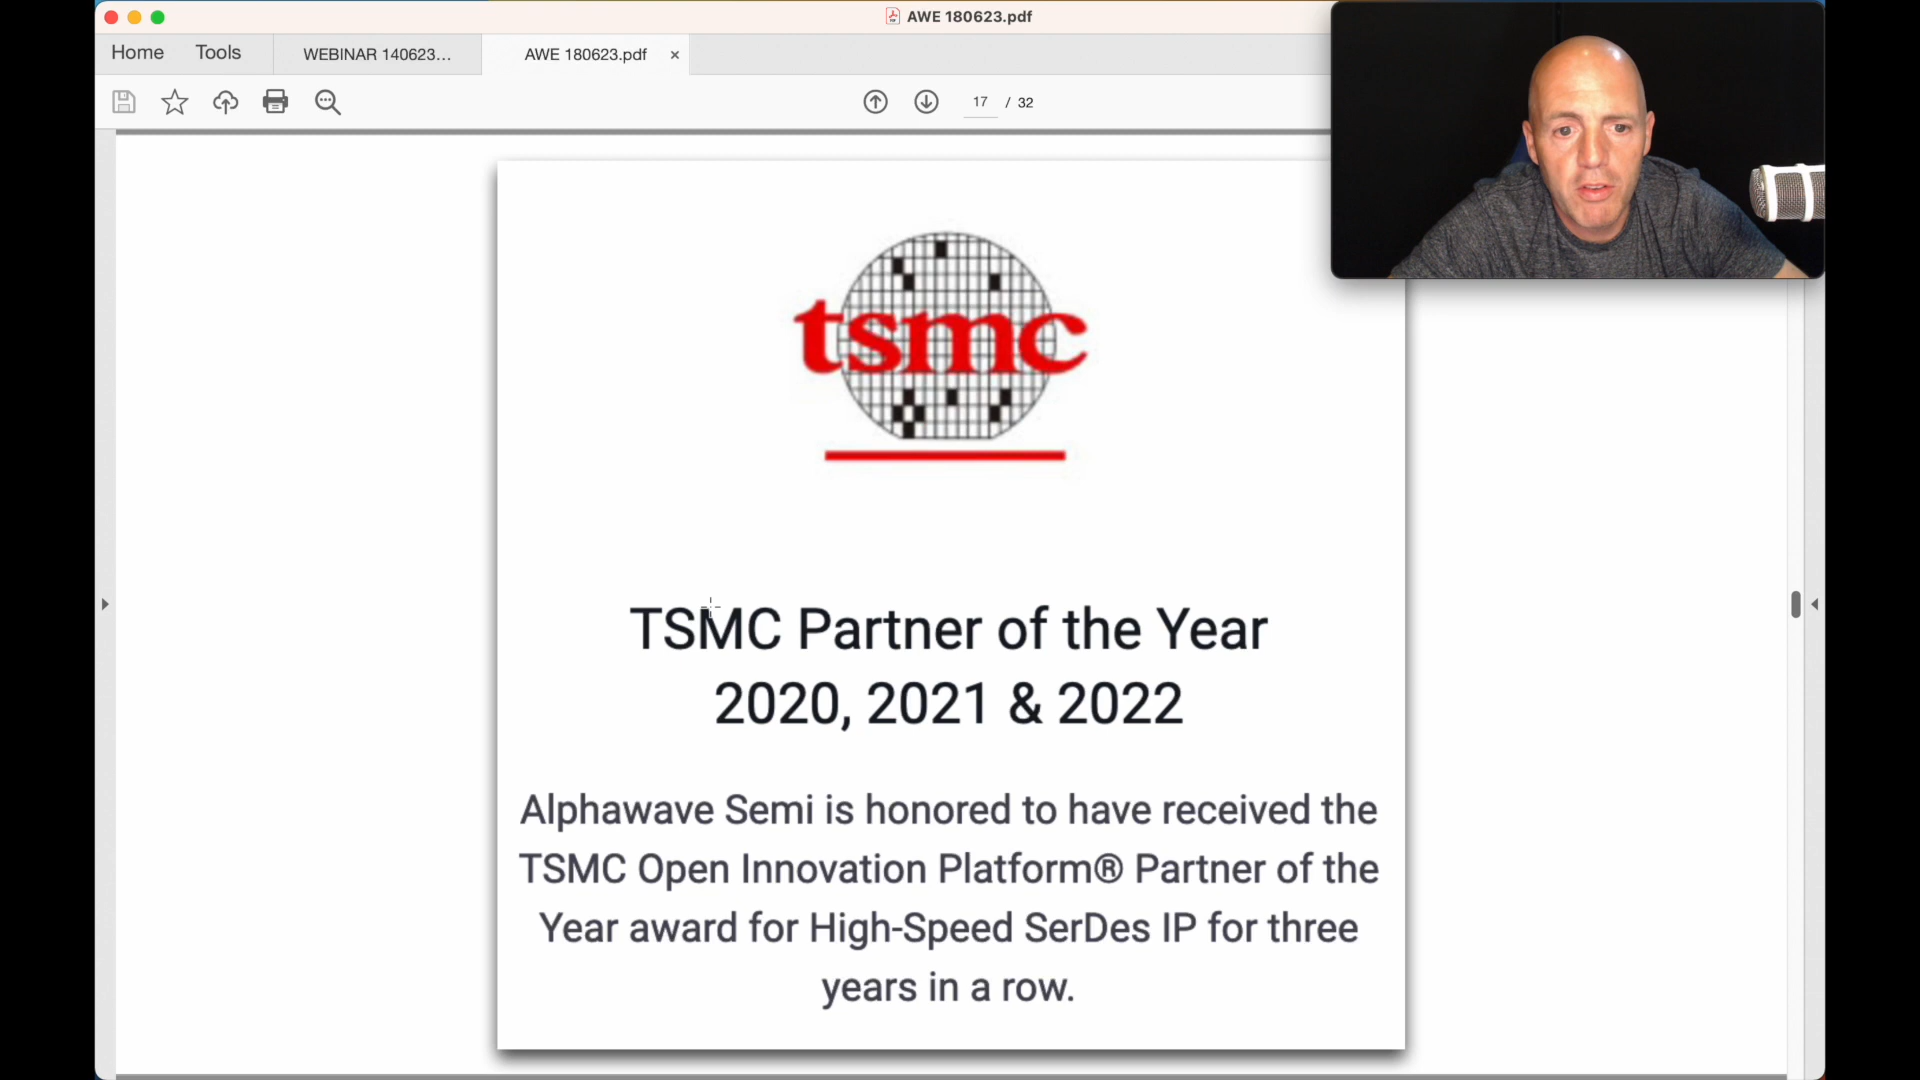 AWE 180623.pdf
Home Tools WEBINAR 140623... AWE 180623.pdf ×
17 / 32
tsmc
TSMC Partner of the Year
2020, 2021 & 2022
Alphawave Semi is honored to have received the
TSMC Open Innovation Platform® Partner of the
Year award for High-Speed SerDes IP for three
years in a row.